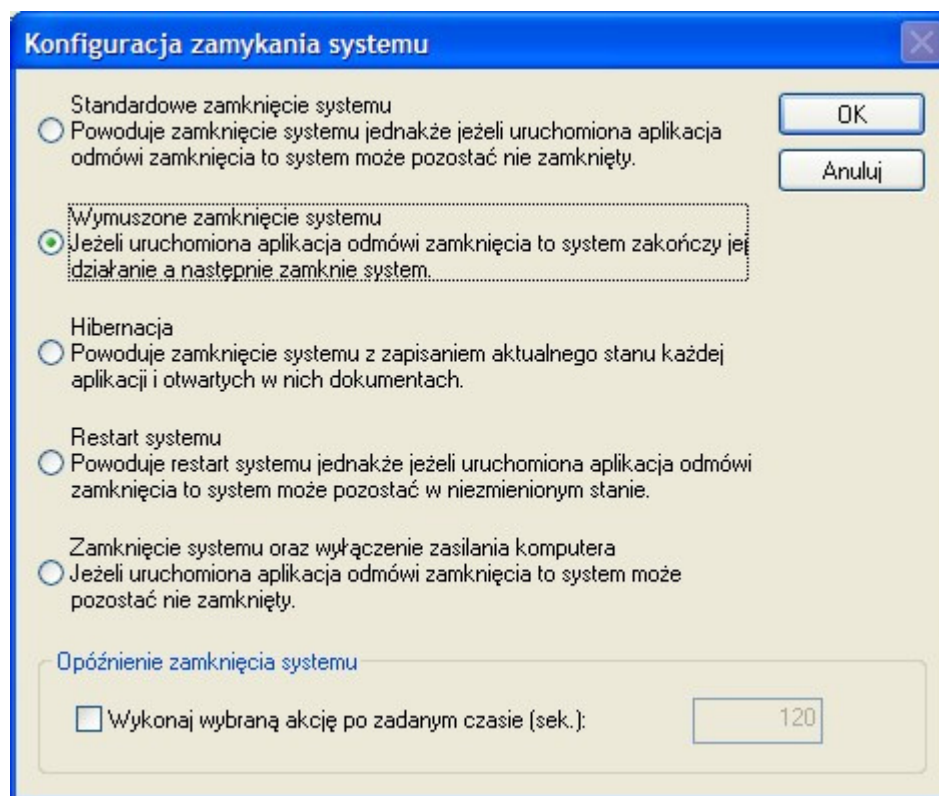 Konfiguracja zamykania systemu
Standardowe zamknięcie systemu
Powoduje zamknięcie systemu jednakże jeżeli uruchomiona aplikacja
odmówi zamknięcia to system może pozostać nie zamknięty.
OK
Anuluj
Wymuszone zamknięcie systemu
Jeżeli uruchomiona aplikacja odmówi zamknięcia to system zakończy jej
działanie a następnie zamknie system.
Hibernacja
Powoduje zamknięcie systemu z zapisaniem aktualnego stanu każdej
aplikacji i otwartych w nich dokumentach.
Restart systemu
Powoduje restart systemu jednakże jeżeli uruchomiona aplikacja odmówi
zamknięcia to system może pozostać w niezmienionym stanie.
Zamknięcie systemu oraz wyłączenie zasilania komputera
Jeżeli uruchomiona aplikacja odmówi zamknięcia to system może
pozostać nie zamknięty.
Opóźnienie zamknięcia systemu
Wykonaj wybraną akcję po zadanym czasie (sek.):
120